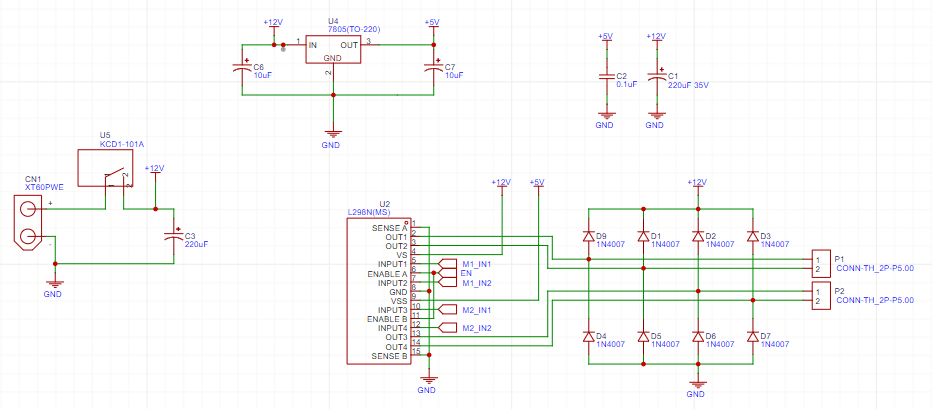 +12V
U4
7805(TO-220)
+5V
1 IN OUT 3
GND
2
C6
10uF
C7
10uF
GND
+5V
+12V
C2
0.1uF
C1
220uF 35V
GND
GND
U5
KCD1-101A
1 2
+12V
CN1
XT60PWE
+
-
C3
220uF
GND
U2
L298N(MS)
+12V
+5V
SENSE A 1
OUT1 2
OUT2 3
VS 4
INPUT1 5 M1_IN1
ENABLE A 6 EN
INPUT2 7 M1_IN2
GND 8
VSS 9
INPUT3 10 M2_IN1
ENABLE B 11
INPUT4 12 M2_IN2
OUT3 13
OUT4 14
SENSE B 15
GND
+12V
D9
1N4007
D1
1N4007
D2
1N4007
D3
1N4007
1
2
P1
CONN-TH_2P-P5.00
1
2
P2
CONN-TH_2P-P5.00
D4
1N4007
D5
1N4007
D6
1N4007
D7
1N4007
GND